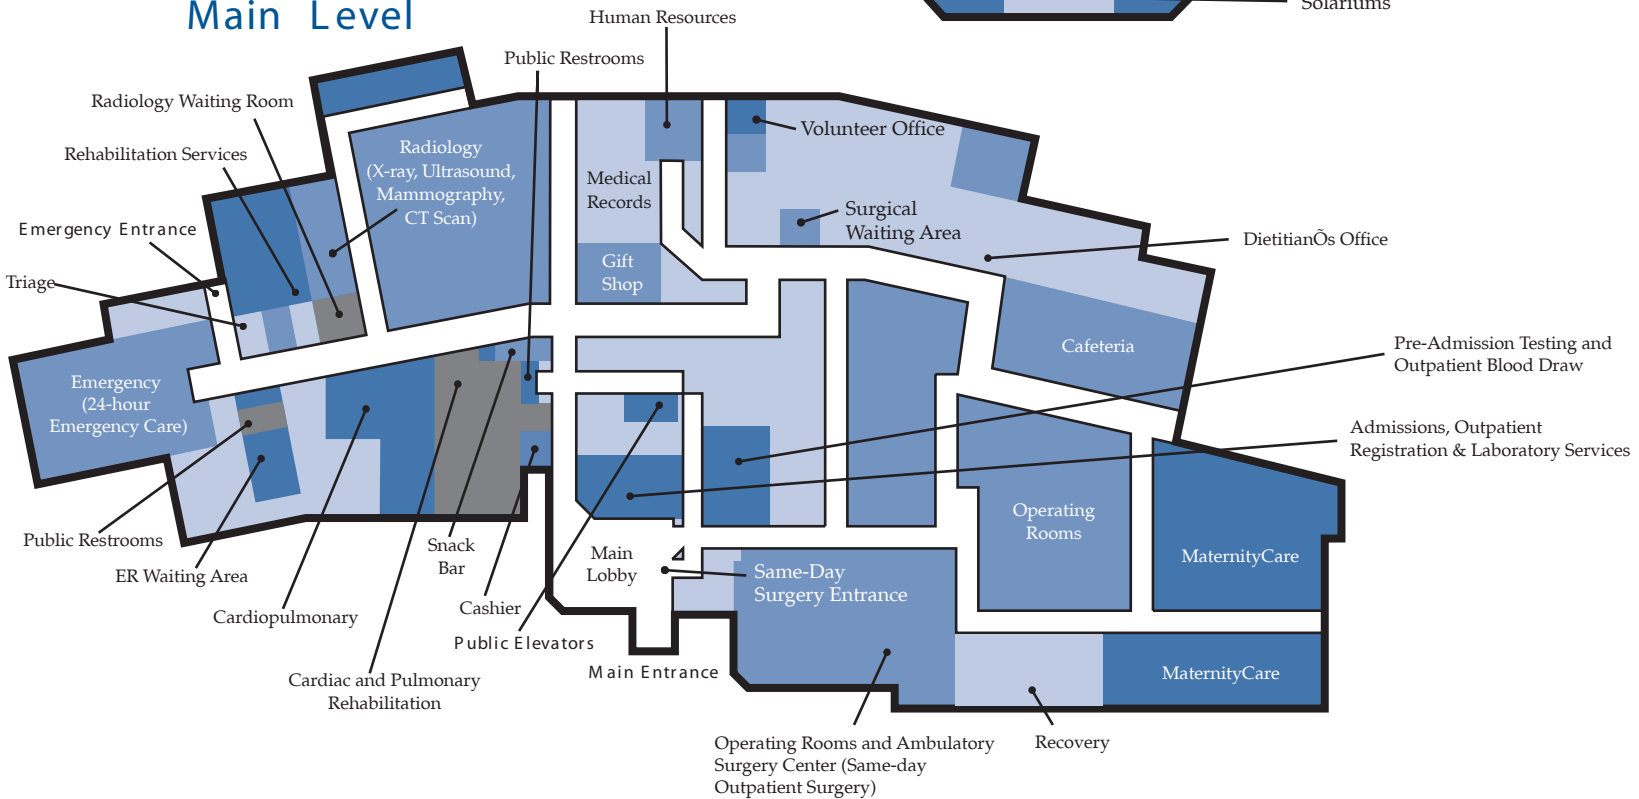 Solariums
Main Level
Human Resources
Public Restrooms
Radiology Waiting Room
Volunteer Office
Rehabilitation Services
Radiology
(X-ray, Ultrasound,
Mammography,
CT Scan)
Medical
Records
Surgical
Waiting Area
Emergency Entrance
DietitianÕs Office
Gift
Shop
Triage
Cafeteria
Pre-Admission Testing and
Outpatient Blood Draw
Emergency
(24-hour
Emergency Care)
Admissions, Outpatient
Registration & Laboratory Services
Operating
Rooms
Public Restrooms
Snack
Bar
Main
Lobby
MaternityCare
ER Waiting Area
Same-Day
Surgery Entrance
Cardiopulmonary
Cashier
Public Elevators
Main Entrance
MaternityCare
Cardiac and Pulmonary
Rehabilitation
Operating Rooms and Ambulatory
Surgery Center (Same-day
Outpatient Surgery)
Recovery